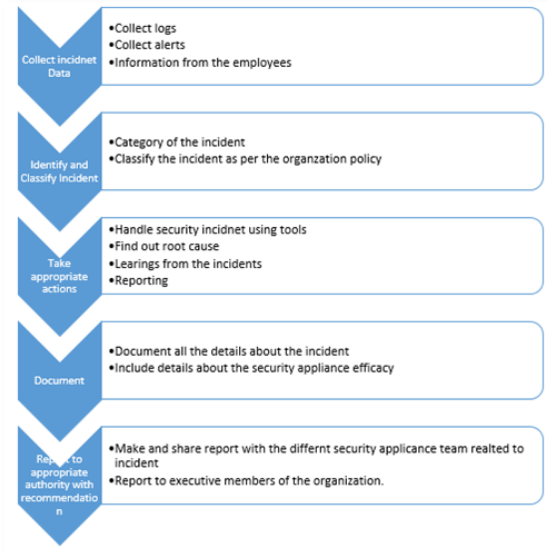 Collect incidnet
Data
•Collect logs
•Collect alerts
•Information from the employees
Identify and
Classify Incident
•Category of the incident
•Classify the incident as per the organzation policy
Take
appropriate
actions
•Handle security incidnet using tools
•Find out root cause
•Learings from the incidents
•Reporting
Document
•Document all the details about the incident
•Include details about the security appliance efficacy
Report to
appropriate
authority with
recommendatio
n
•Make and share report with the differnt security applicance team realted to
incident
•Report to executive members of the organization.